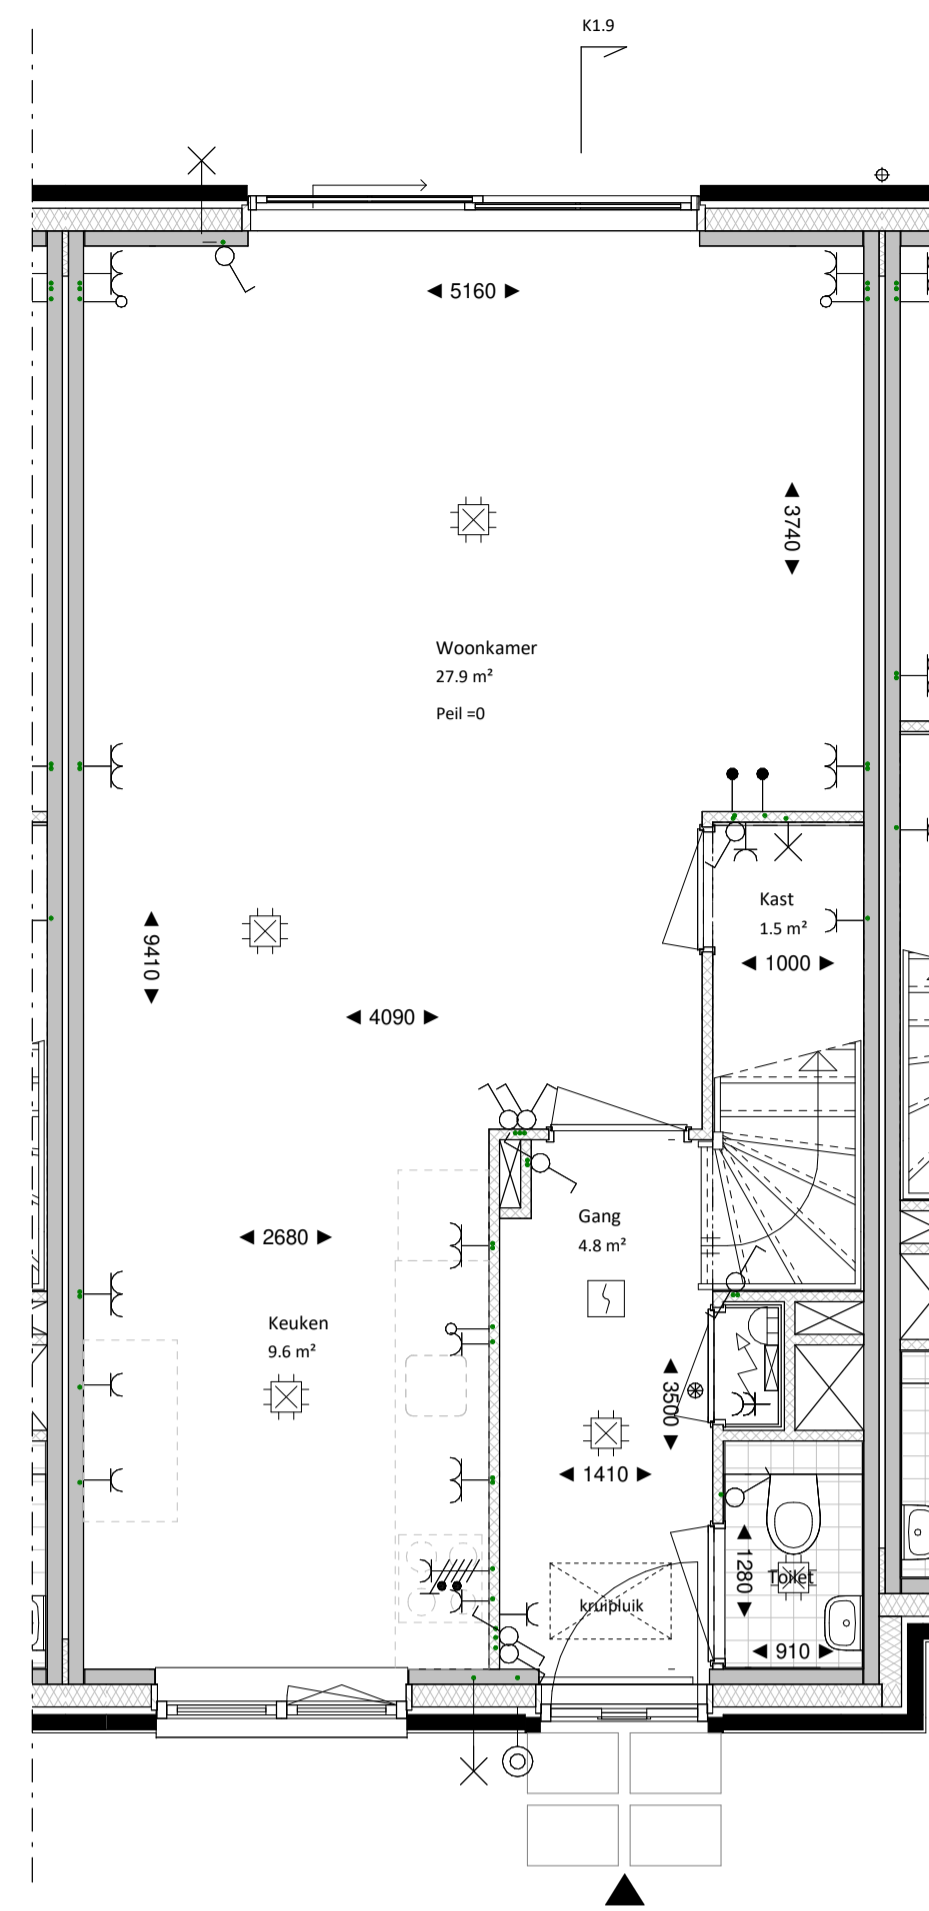 K1.9
5160
3740
Woonkamer
27.9 m²
Peil =0
Kast
1.5 m²
1000
9410
4090
Gang
4.8 m²
2680
Keuken
9.6 m²
3500
1410
1280
Toilet
kruipluik
910